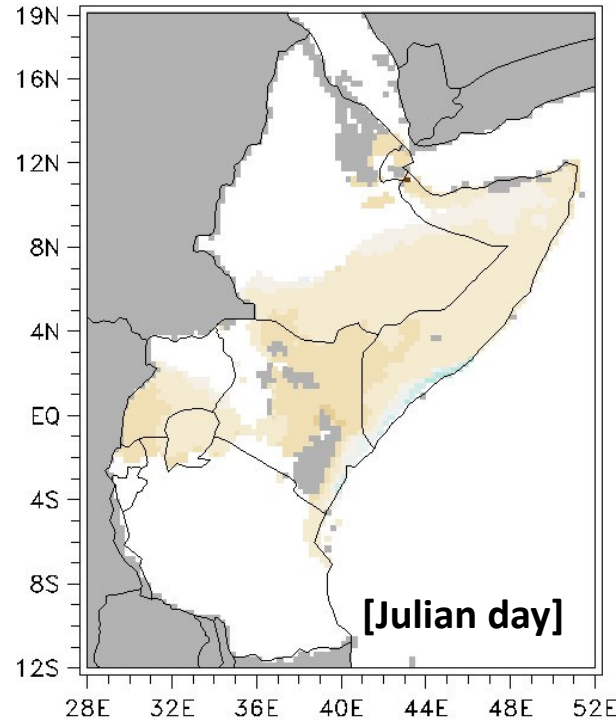 19N
16N
12N
8N
4N
EQ
4S
8S
12S
[Julian day]
28E 32E 36E 40E 44E 48E 52E